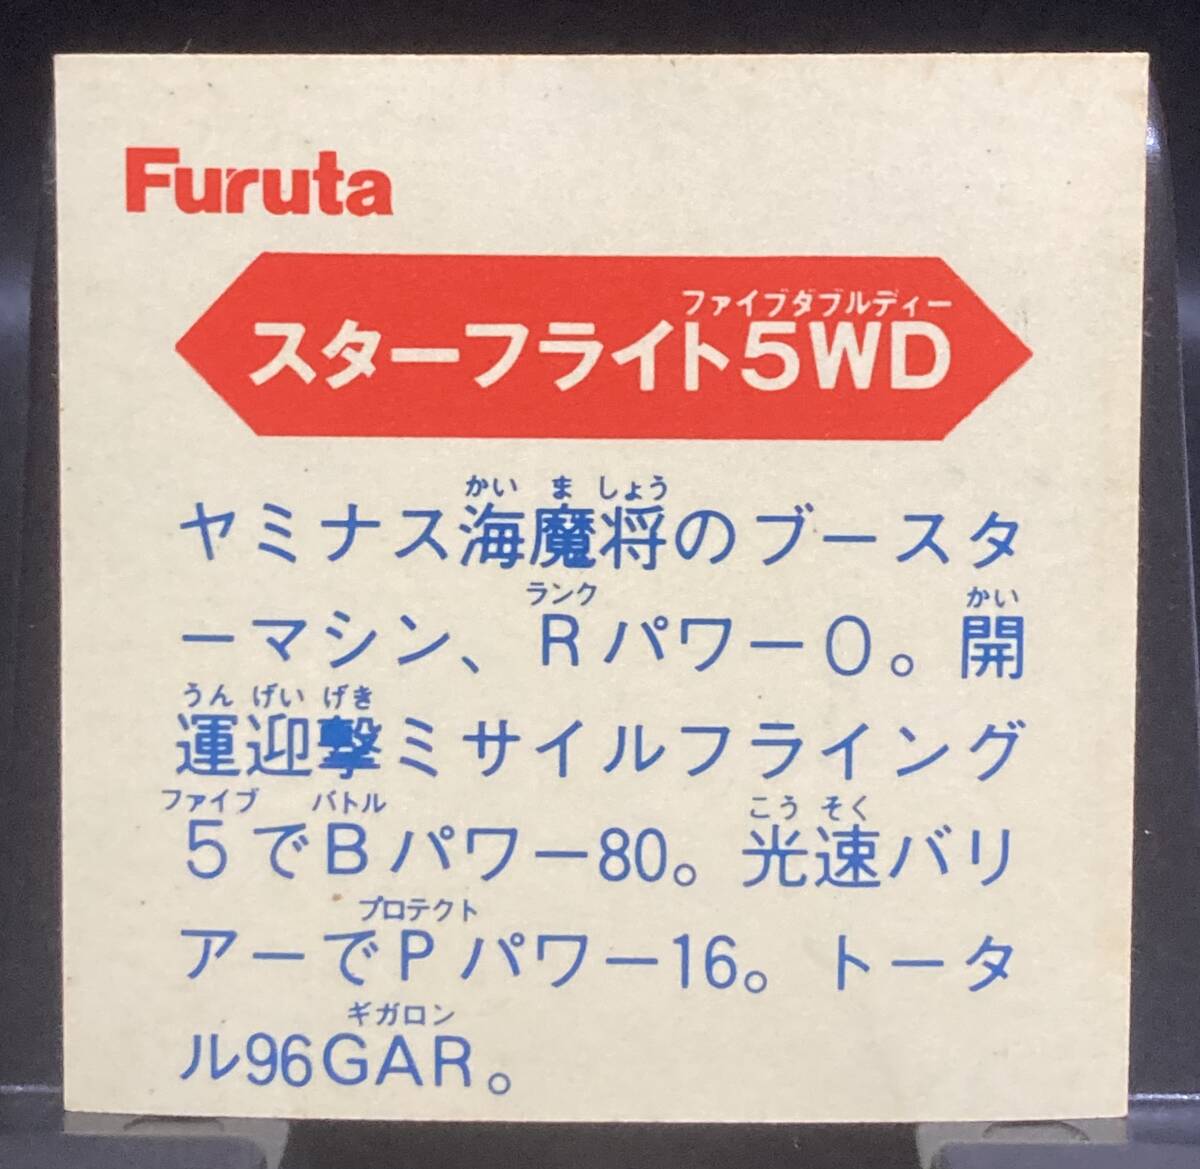 Furuta
ファイブダブルディー
スターフライト5WD
かい ま しょう
ヤミナス海魔将のブースタ
ランク かい
ーマシン、Rパワー0。開
うん げい げき
運迎撃ミサイルフライング
ファイブ バトル こう そく
5でBパワー80。光速バリ
プロテクト
アーでPパワー16。トータ
ギガロン
ル96GAR。